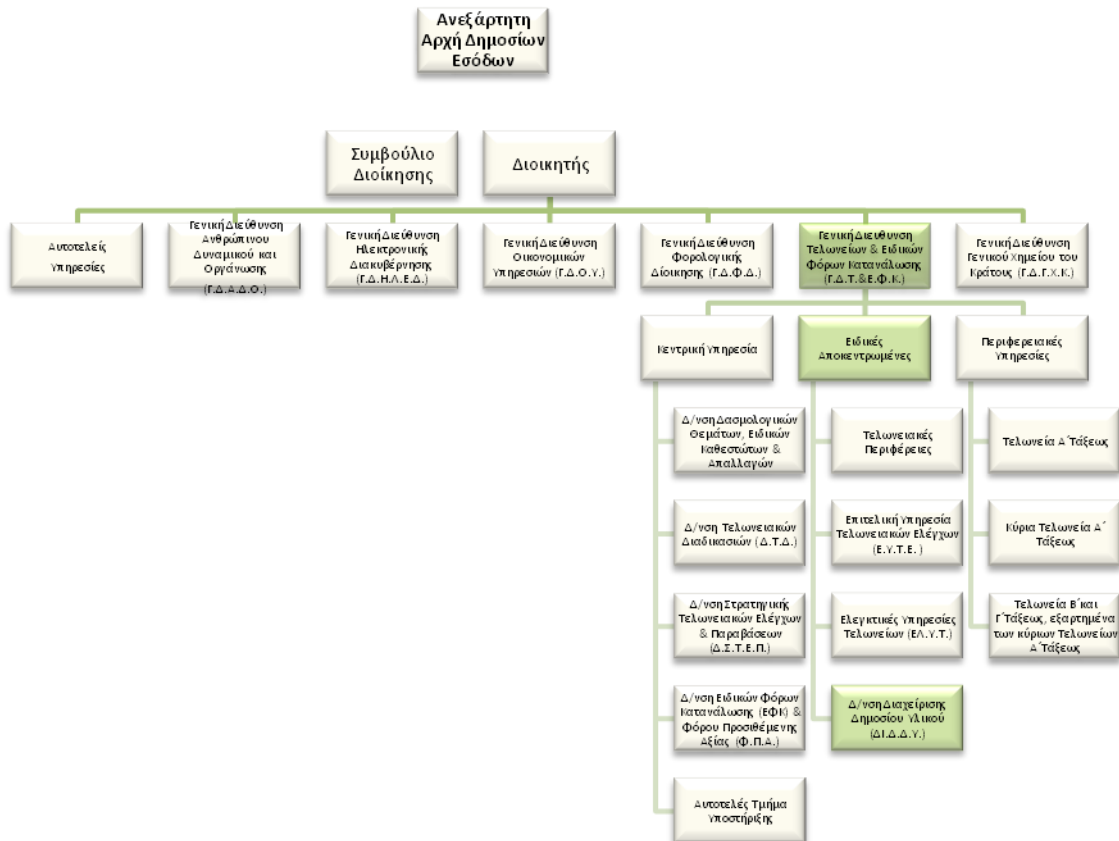 Ανεξάρτητη
Αρχή Δημοσίων
Εσόδων
Συμβούλιο
Διοίκησης
Διοικητής
Αυτοτελείς
Υπηρεσίες
Γενική Διεύθυνση
Ανθρώπινου
Δυναμικού και
Οργάνωσης
(Γ.Δ.Α.Δ.Ο.)
Γενική Διεύθυνση
Ηλεκτρονικής
Διακυβέρνησης
(Γ.Δ.Η.Λ.Ε.Δ.)
Γενική Διεύθυνση
Οικονομικών
Υπηρεσιών (Γ.Δ.Ο.Υ.)
Γενική Διεύθυνση
Φορολογικής
Δίοικησης (Γ.Δ.Φ.Δ.)
Γενική Διευθυνση
Τελωνείων & Ειδικών
Φόρων Κατανάλωσης
(Γ.Δ.Τ.&Ε.Φ.Κ.)
Γενική Διεύθυνση
Γενικού Χημείου του
Κράτους (Γ.Δ.Γ.Χ.Κ.)
Κεντρική Υπηρεσία
Ειδικές
Αποκεντρωμένες
Περιφερειακές
Υπηρεσίες
Δ/νση Δασμολογικών
Θεμάτων, Ειδικών
Καθεστώτων &
Απαλλαγών
Δ/νση Τελωνειακών
Διαδικασιών (Δ.Τ.Δ.)
Δ/νση Στρατηγικής
Τελωνειακών Ελέγχων
& Παραβάσεων
(Δ.Σ.Τ.Ε.Π.)
Δ/νση Ειδικών Φόρων
Κατανάλωσης (ΕΦΚ) &
Φόρου Προσιθέμενης
Αξίας (Φ.Π.Α.)
Αυτοτελές Τμήμα
Υποστήριξης
Τελωνειακές
Περιφέρειες
Επιτελική Υπηρεσία
Τελωνειακών Ελέγχων
(Ε.Υ.Τ.Ε. )
Ελεγκτικές Υπηρεσίες
Τελωνείων (ΕΛ.Υ.Τ.)
Δ/νση Διαχείρισης
Δημοσίου Υλικού
(ΔΙ.Δ.Δ.Υ.)
Τελωνεία Α΄ Τάξεως
Κύρια Τελωνεία Α΄
Τάξεως
Τελωνεία Β΄ και
Γ΄ Τάξεως, εξαρτημένα
των κύριων Τελωνείων
Α΄ Τάξεως